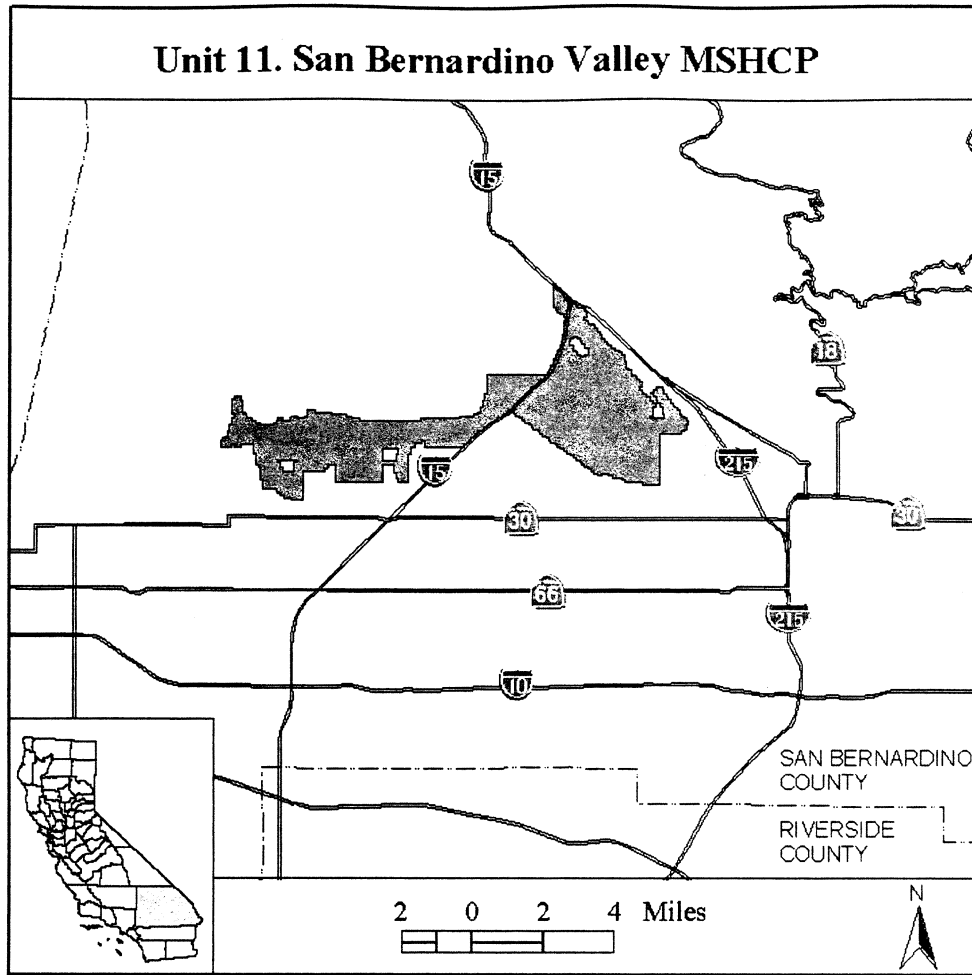 Unit 11. San Bernardino Valley MSHCP
15
18
15
215
30
30
66
215
10
SAN BERNARDINO
COUNTY
RIVERSIDE
COUNTY
N
2 0 2 4 Miles